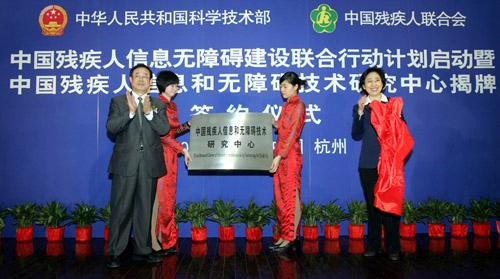 中华人民共和国科学技术部 中国残疾人联合会
中国残疾人信息无障碍建设联合行动计划启动暨
中国残疾人信息和无障碍技术研究中心揭牌
签约仪式
杭州
中国残疾人信息和无障碍技术
研究中心